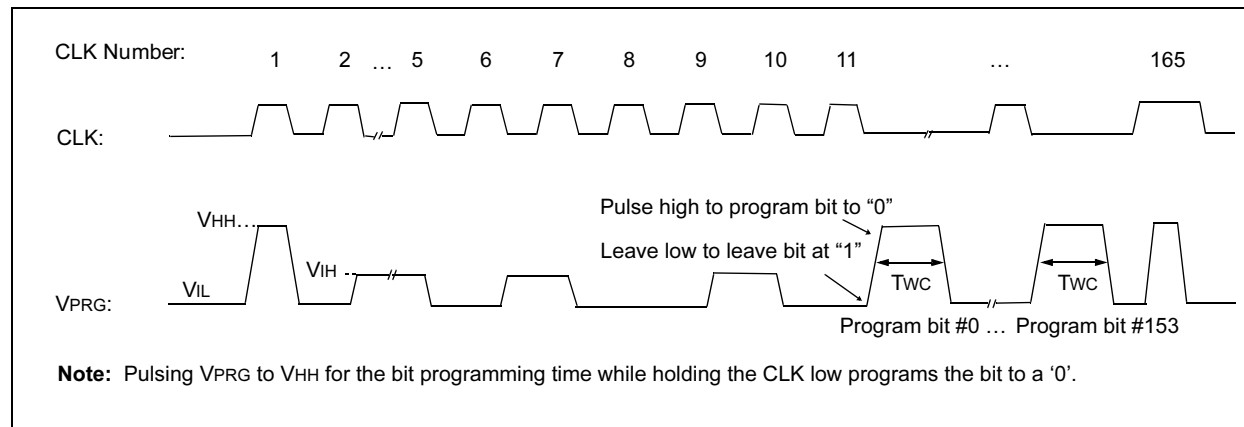 CLK Number:
1 2 ... 5 6 7 8 9 10 11 ... 165
CLK:
Pulse high to program bit to “0”
VHH...
Leave low to leave bit at “1”
VIH
TWC TWC
VIL
VPRG:
Program bit #0 ... Program bit #153
Note: Pulsing VPRG to VHH for the bit programming time while holding the CLK low programs the bit to a ‘0’.